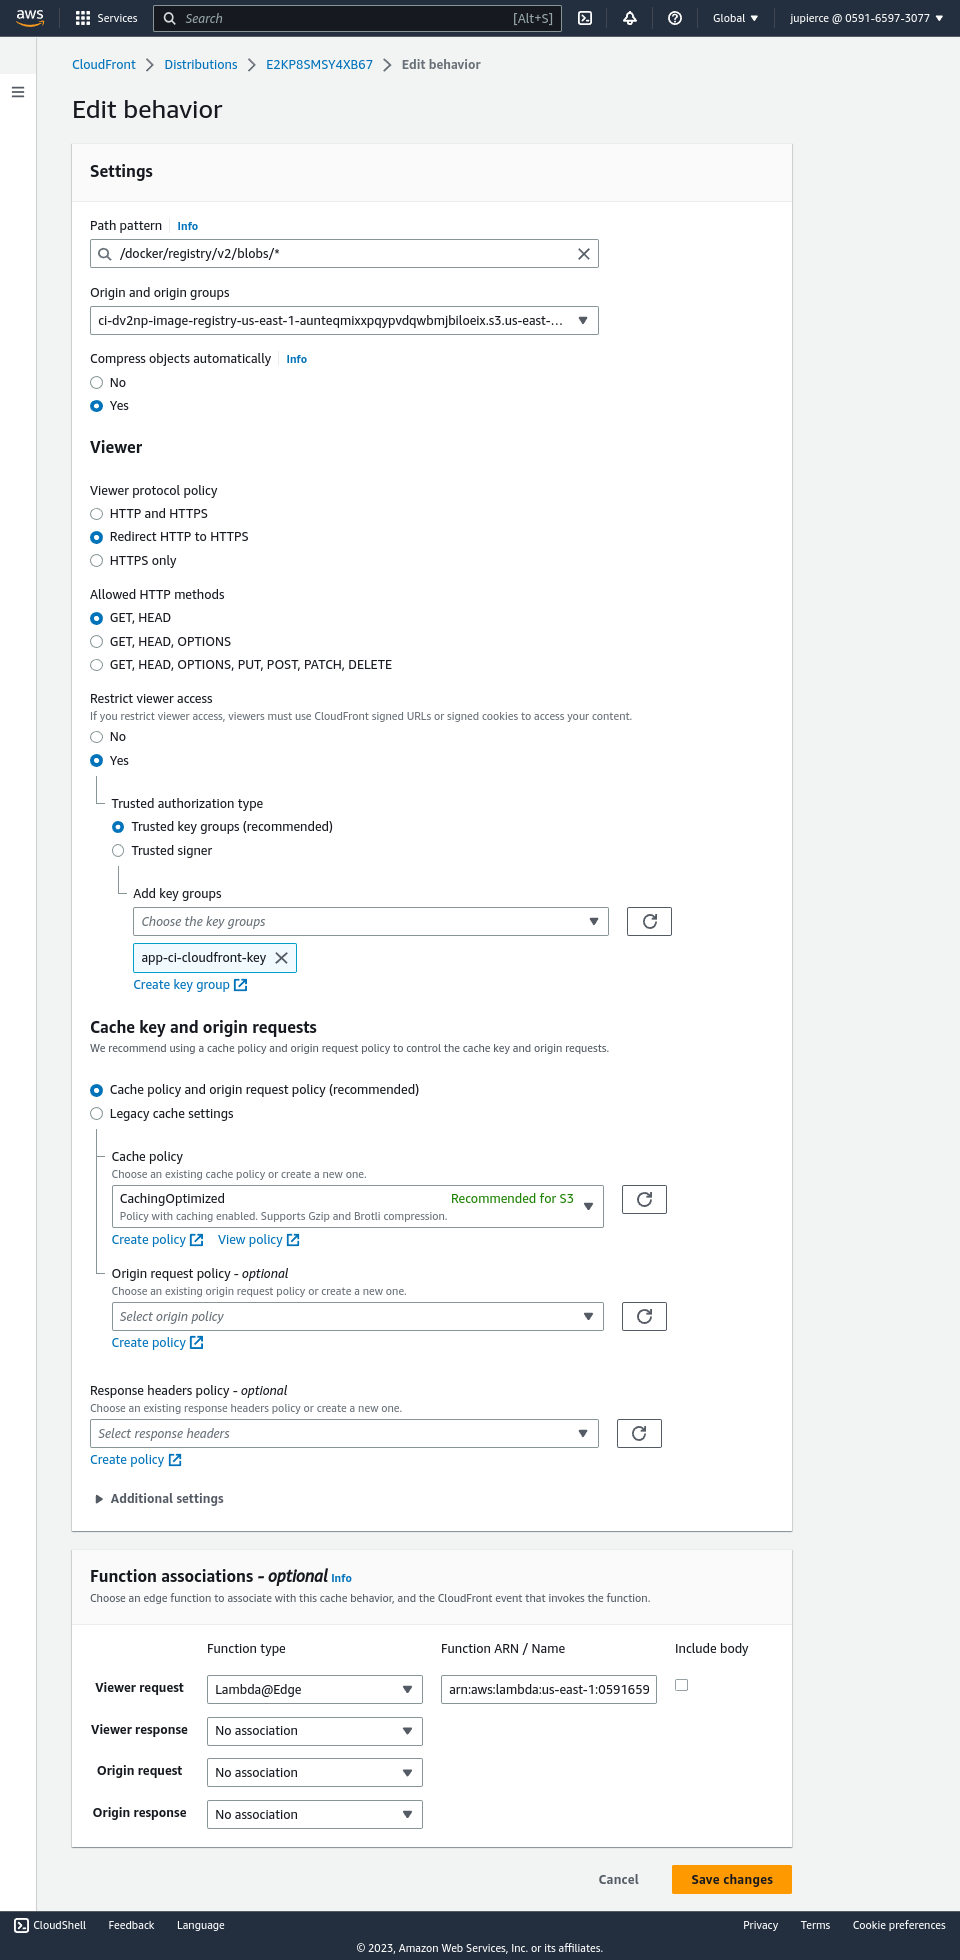 aws Services Search [Alt+S] Global jupierce @ 0591-6597-3077
CloudFront Distributions E2KP8SMSY4XB67 Edit behavior
Edit behavior
Settings
Path pattern Info
/docker/registry/v2/blobs/*
Origin and origin groups
ci-dv2np-image-registry-us-east-1-aunteqmixxpqypvdqwbmjbiloeix.s3.us-east-...
Compress objects automatically Info
No
Yes
Viewer
Viewer protocol policy
HTTP and HTTPS
Redirect HTTP to HTTPS
HTTPS only
Allowed HTTP methods
GET, HEAD
GET, HEAD, OPTIONS
GET, HEAD, OPTIONS, PUT, POST, PATCH, DELETE
Restrict viewer access
If you restrict viewer access, viewers must use CloudFront signed URLs or signed cookies to access your content.
No
Yes
Trusted authorization type
Trusted key groups (recommended)
Trusted signer
Add key groups
Choose the key groups
app-ci-cloudfront-key
Create key group
Cache key and origin requests
We recommend using a cache policy and origin request policy to control the cache key and origin requests.
Cache policy and origin request policy (recommended)
Legacy cache settings
Cache policy
Choose an existing cache policy or create a new one.
CachingOptimized Recommended for S3
Policy with caching enabled. Supports Gzip and Brotli compression.
Create policy View policy
Origin request policy - optional
Choose an existing origin request policy or create a new one.
Select origin policy
Create policy
Response headers policy - optional
Choose an existing response headers policy or create a new one.
Select response headers
Create policy
Additional settings
Function associations - optional Info
Choose an edge function to associate with this cache behavior, and the CloudFront event that invokes the function.
Function type Function ARN / Name Include body
Viewer request Lambda@Edge arn:aws:lambda:us-east-1:0591659
Viewer response No association
Origin request No association
Origin response No association
Cancel Save changes
CloudShell Feedback Language Privacy Terms Cookie preferences
© 2023, Amazon Web Services, Inc. or its affiliates.